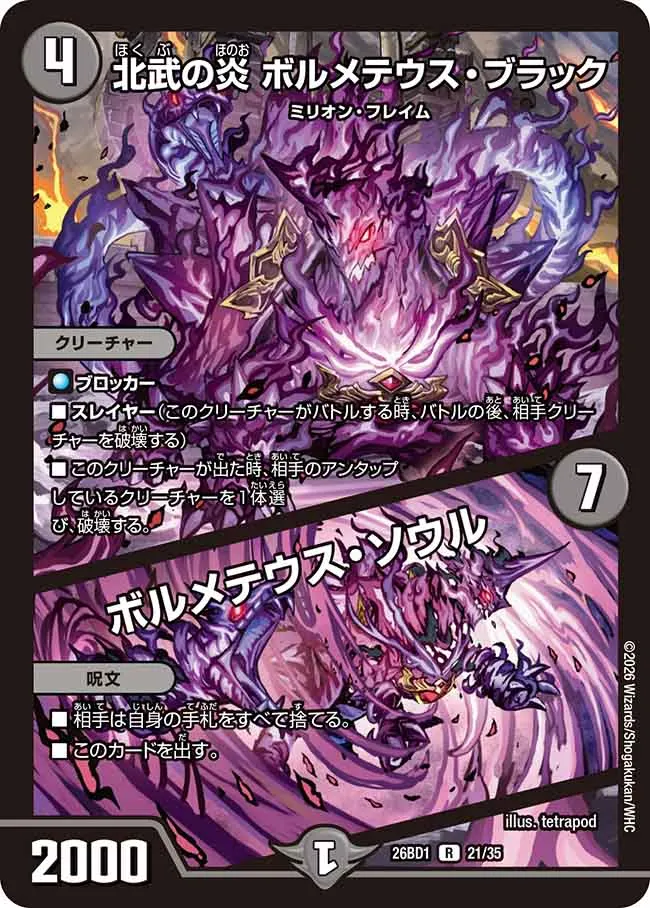 4
北武の炎 ボルメテウス・ブラック
ほくぶ ほのお
ミリオン・フレイム
クリーチャー
ブロッカー
■スレイヤー(このクリーチャーがバトルする時、バトルの後、相手クリー
チャーを破壊する)
■このクリーチャーが出た時、相手のアンタップ
しているクリーチャーを1体選
び、破壊する。
7
ボルメテウス・ソウル
呪文
■相手は自身の手札をすべて捨てる。
■このカードを出す。
©2026 Wizards/Shogakukan/WHC
illus. tetrapod
2000
1
26BD1 R 21/35